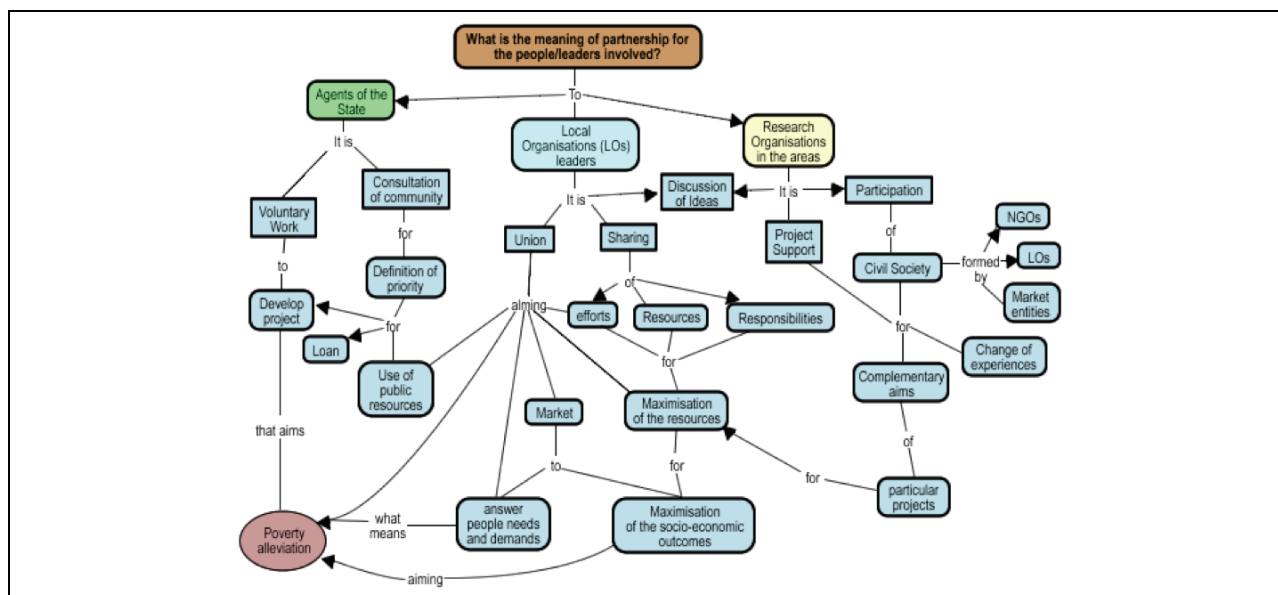 What is the meaning of partnership for
the people/leaders involved?
To
Agents of the
State
Local
Organisations (LOs)
leaders
Research
Organisations
in the areas
It is
It is
It is
Voluntary
Work
Consultation
of community
Union
Sharing
Discussion
of Ideas
Project
Support
Participation
to
for
of
of
NGOs
LOs
Market
entities
formed
by
Civil Society
Develop
project
Definition of
priority
for
Loan
Use of
public
resources
aiming
efforts
Resources
Responsibilities
for
for
Change of
experiences
Complementary
aims
Market
Maximisation
of the resources
that aims
to
for
of
for
particular
projects
Poverty
alleviation
what
means
answer
people needs
and demands
Maximisation
of the socio-economic
outcomes
aiming